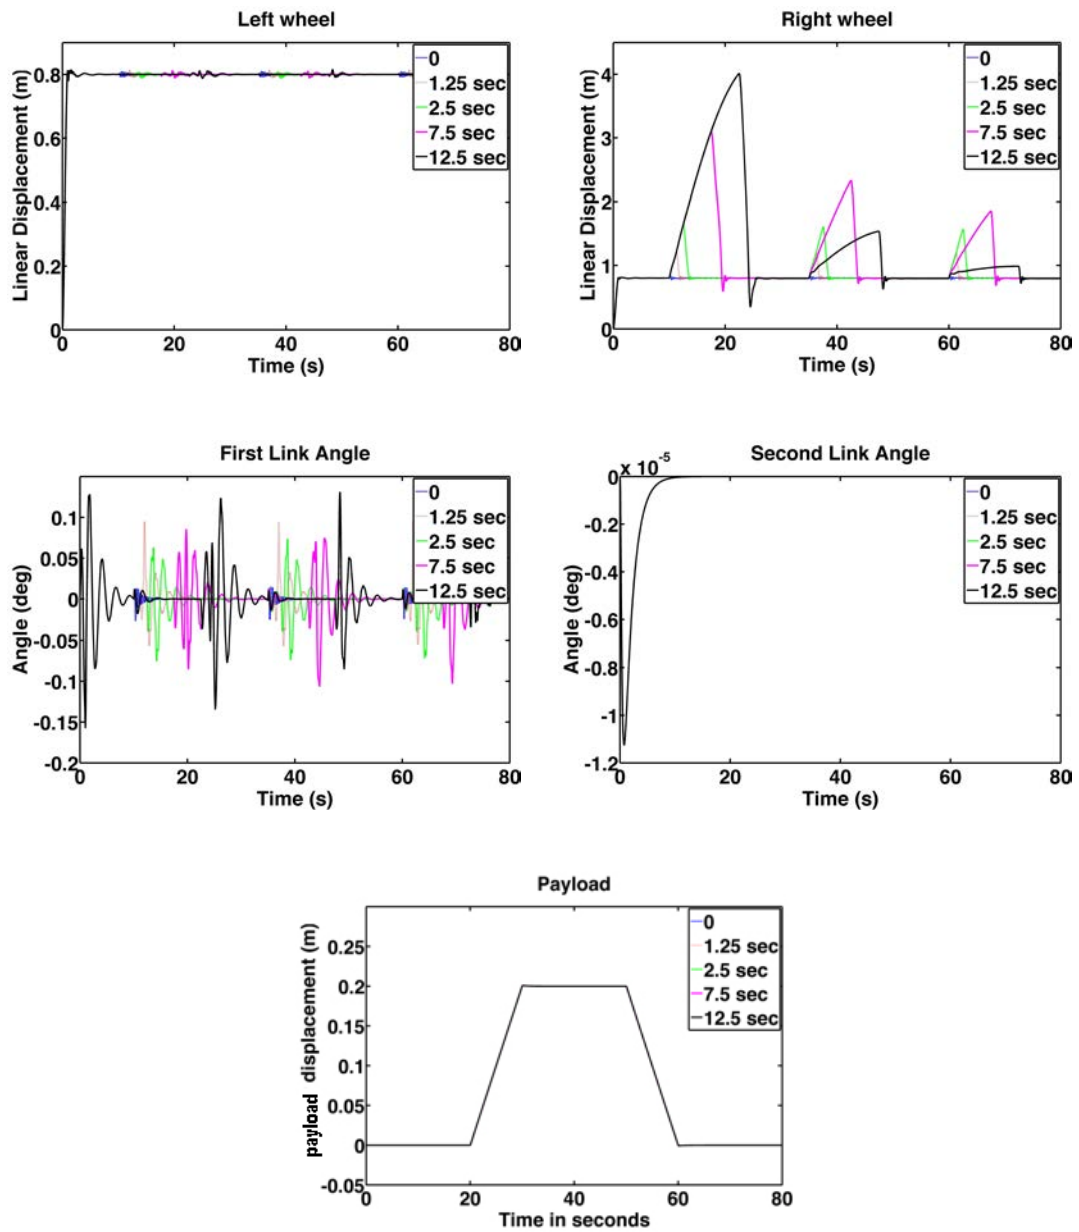 Left wheel
Linear Displacement (m)
0.8
0.6
0.4
0.2
0
0 20 40 60 80
Time (s)
0
1.25 sec
2.5 sec
7.5 sec
12.5 sec
Right wheel
Linear Displacement (m)
4
3
2
1
0
0 20 40 60 80
Time (s)
0
1.25 sec
2.5 sec
7.5 sec
12.5 sec
First Link Angle
Angle (deg)
0.1
0.05
0
-0.05
-0.1
-0.15
-0.2
0 20 40 60 80
Time (s)
0
1.25 sec
2.5 sec
7.5 sec
12.5 sec
Second Link Angle
x 10-5
Angle (deg)
0
-0.2
-0.4
-0.6
-0.8
-1
-1.2
0 20 40 60 80
Time (s)
0
1.25 sec
2.5 sec
7.5 sec
12.5 sec
Payload
payload displacement (m)
0.25
0.2
0.15
0.1
0.05
0
-0.05
0 20 40 60 80
Time in seconds
0
1.25 sec
2.5 sec
7.5 sec
12.5 sec